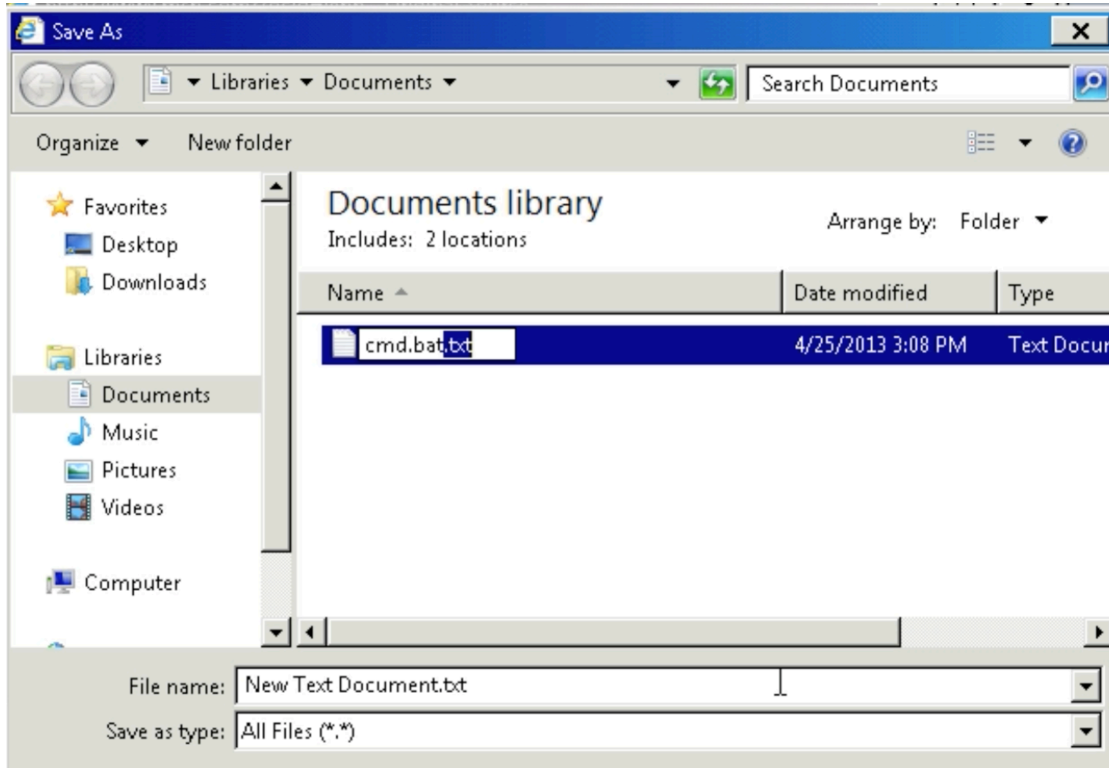 Save As
Libraries Documents Search Documents
Organize New folder
Favorites
Desktop
Downloads
Libraries
Documents
Music
Pictures
Videos
Computer
Documents library
Includes: 2 locations
Arrange by: Folder
Name Date modified Type
cmd.bat.txt 4/25/2013 3:08 PM Text Docur
File name: New Text Document.txt
Save as type: All Files (*.*)